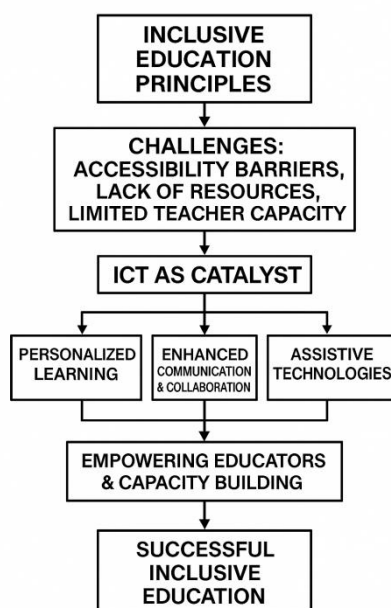 INCLUSIVE
EDUCATION
PRINCIPLES
CHALLENGES:
ACCESSIBILITY BARRIERS,
LACK OF RESOURCES,
LIMITED TEACHER CAPACITY
ICT AS CATALYST
PERSONALIZED
LEARNING
ENHANCED
COMMUNICATION
& COLLABORATION
ASSISTIVE
TECHNOLOGIES
EMPOWERING EDUCATORS
& CAPACITY BUILDING
SUCCESSFUL
INCLUSIVE
EDUCATION